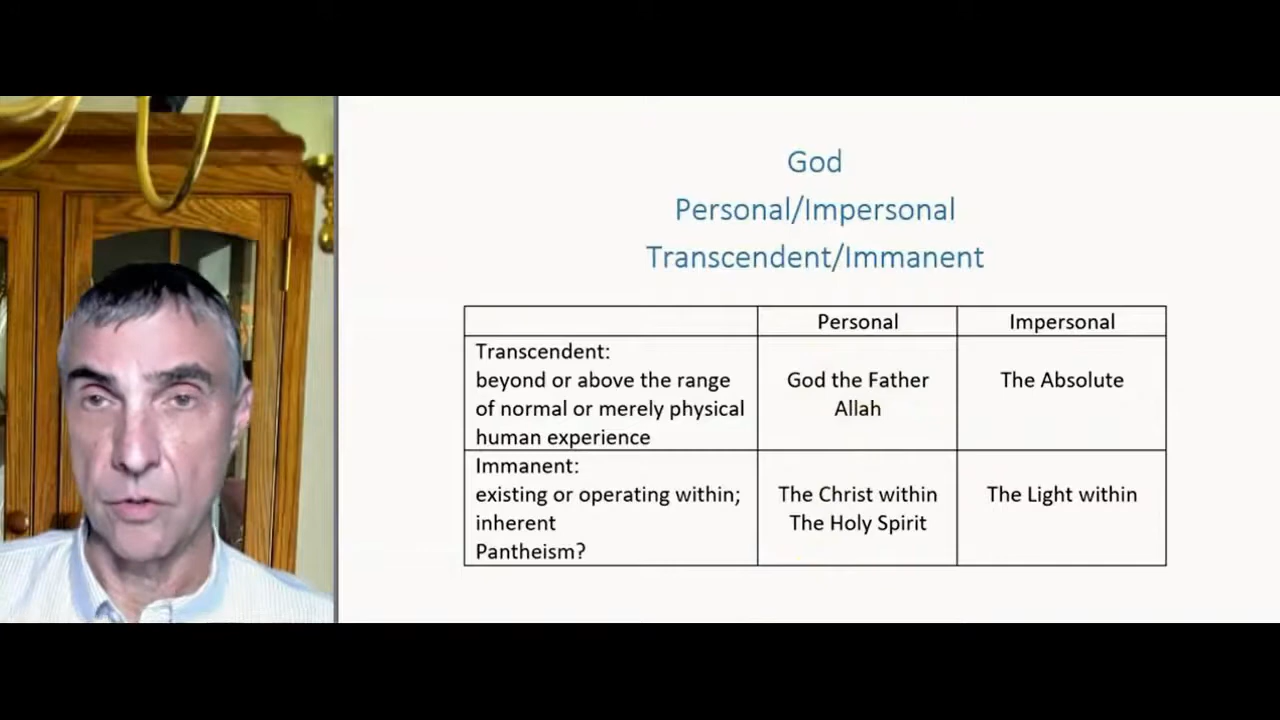 God
Personal/Impersonal
Transcendent/Immanent
Personal
Impersonal
Transcendent:
beyond or above the range
of normal or merely physical
human experience
God the Father
Allah
The Absolute
Immanent:
existing or operating within;
inherent
Pantheism?
The Christ within
The Holy Spirit
The Light within